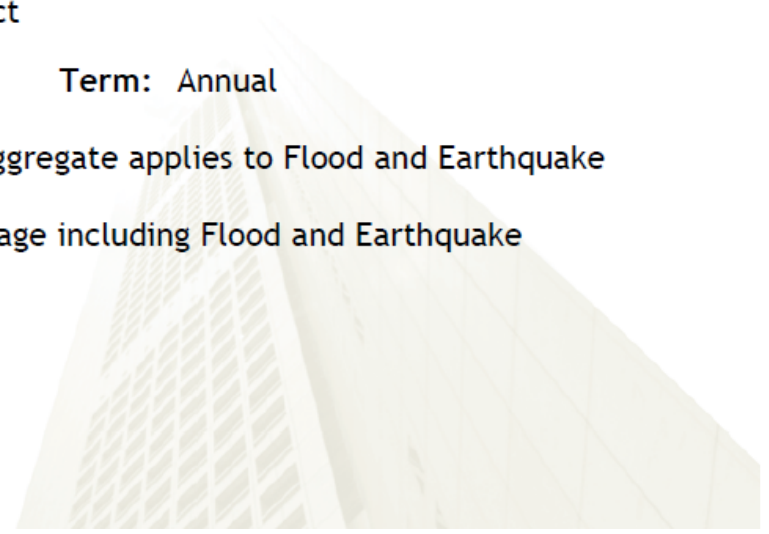 ct
Term: Annual
ggregate applies to Flood and Earthquake
age including Flood and Earthquake